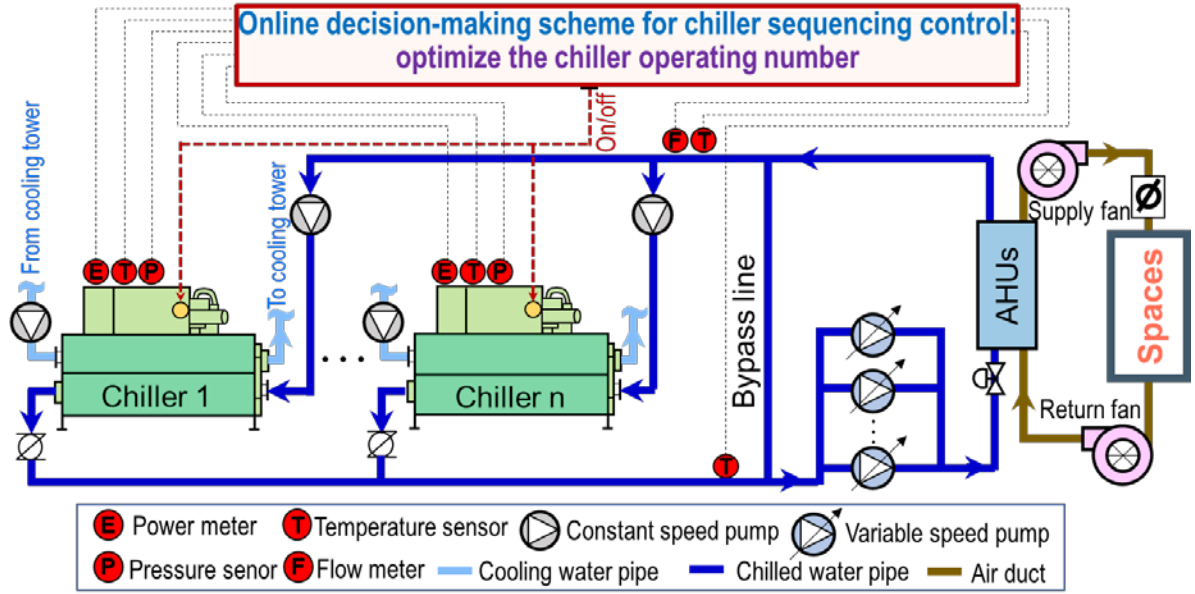 Online decision-making scheme for chiller sequencing control:
optimize the chiller operating number
On/off
F T
From cooling tower
To cooling tower
E T P
E T P
Supply fan
Ø
AHUs
Spaces
Bypass line
Chiller 1
...
Chiller n
Return fan
T
E Power meter
T Temperature sensor
Constant speed pump
Variable speed pump
P Pressure senor
F Flow meter
Cooling water pipe
Chilled water pipe
Air duct